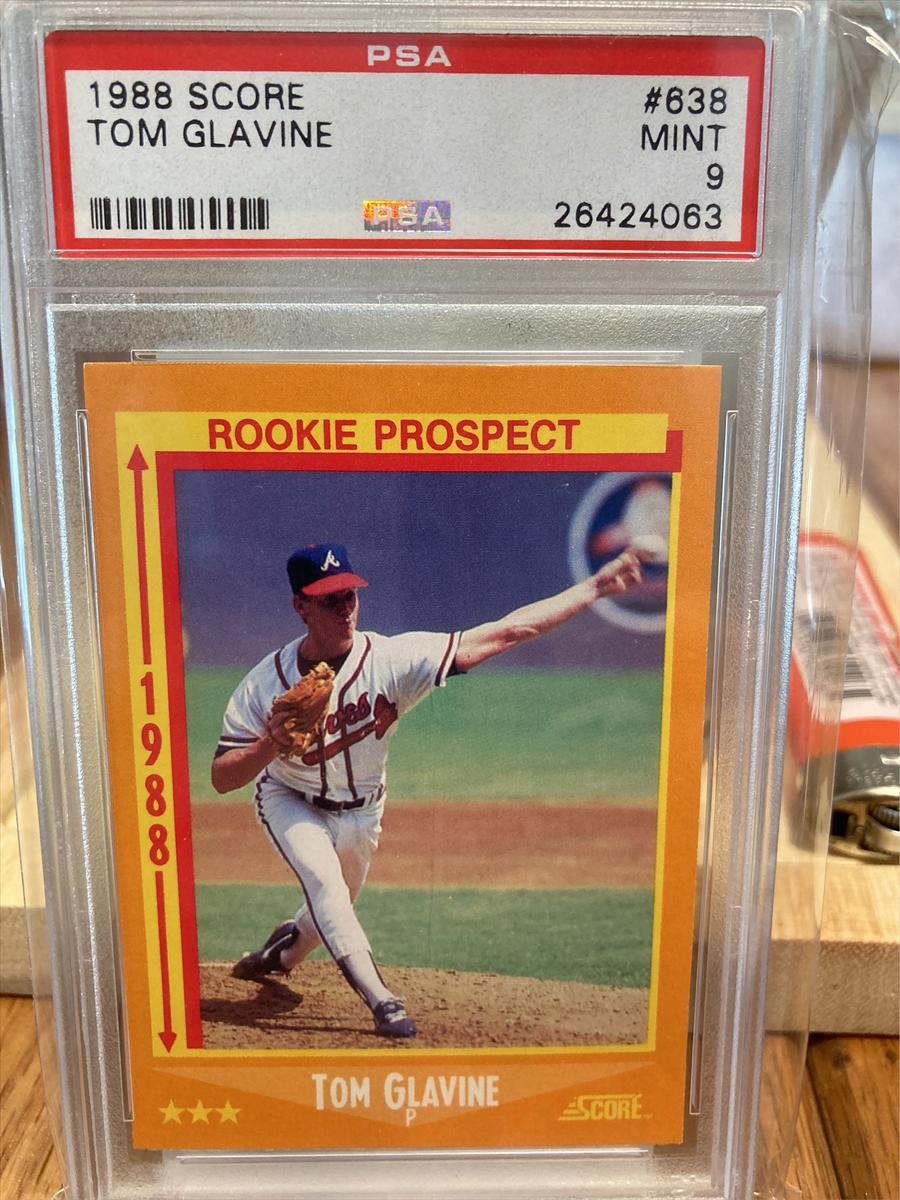 PSA
1988 SCORE #638
TOM GLAVINE MINT
9
PSA 26424063
ROOKIE PROSPECT
1988
A
TOM GLAVINE
P
SCORE